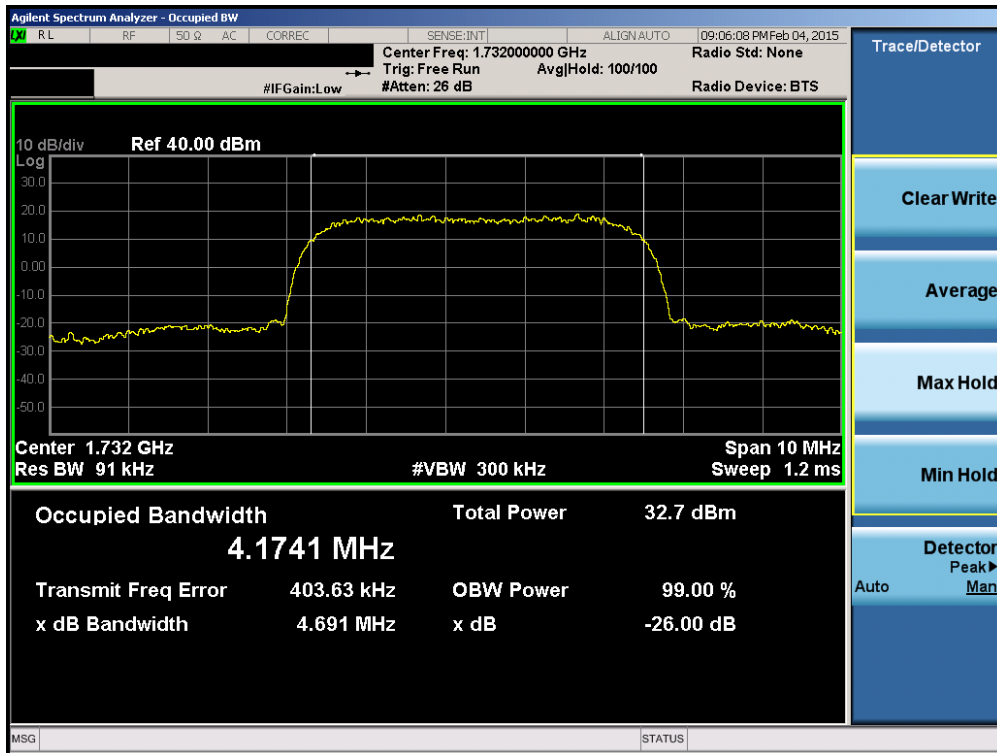 Agilent Spectrum Analyzer - Occupied BW
LXI RL RF 50 Ω AC CORREC SENSE:INT ALIGN AUTO 09:06:08 PM Feb 04, 2015
Center Freq: 1.732000000 GHz Radio Std: None
Trig: Free Run Avg|Hold: 100/100
#IFGain:Low #Atten: 26 dB Radio Device: BTS
10 dB/div Ref 40.00 dBm
Log
30.0
20.0
10.0
0.00
-10.0
-20.0
-30.0
-40.0
-50.0
Center 1.732 GHz Span 10 MHz
Res BW 91 kHz #VBW 300 kHz Sweep 1.2 ms
Occupied Bandwidth Total Power 32.7 dBm
4.1741 MHz
Transmit Freq Error 403.63 kHz OBW Power 99.00 %
x dB Bandwidth 4.691 MHz x dB -26.00 dB
MSG STATUS
Trace/Detector
Clear Write
Average
Max Hold
Min Hold
Detector
Peak▶
Auto Man